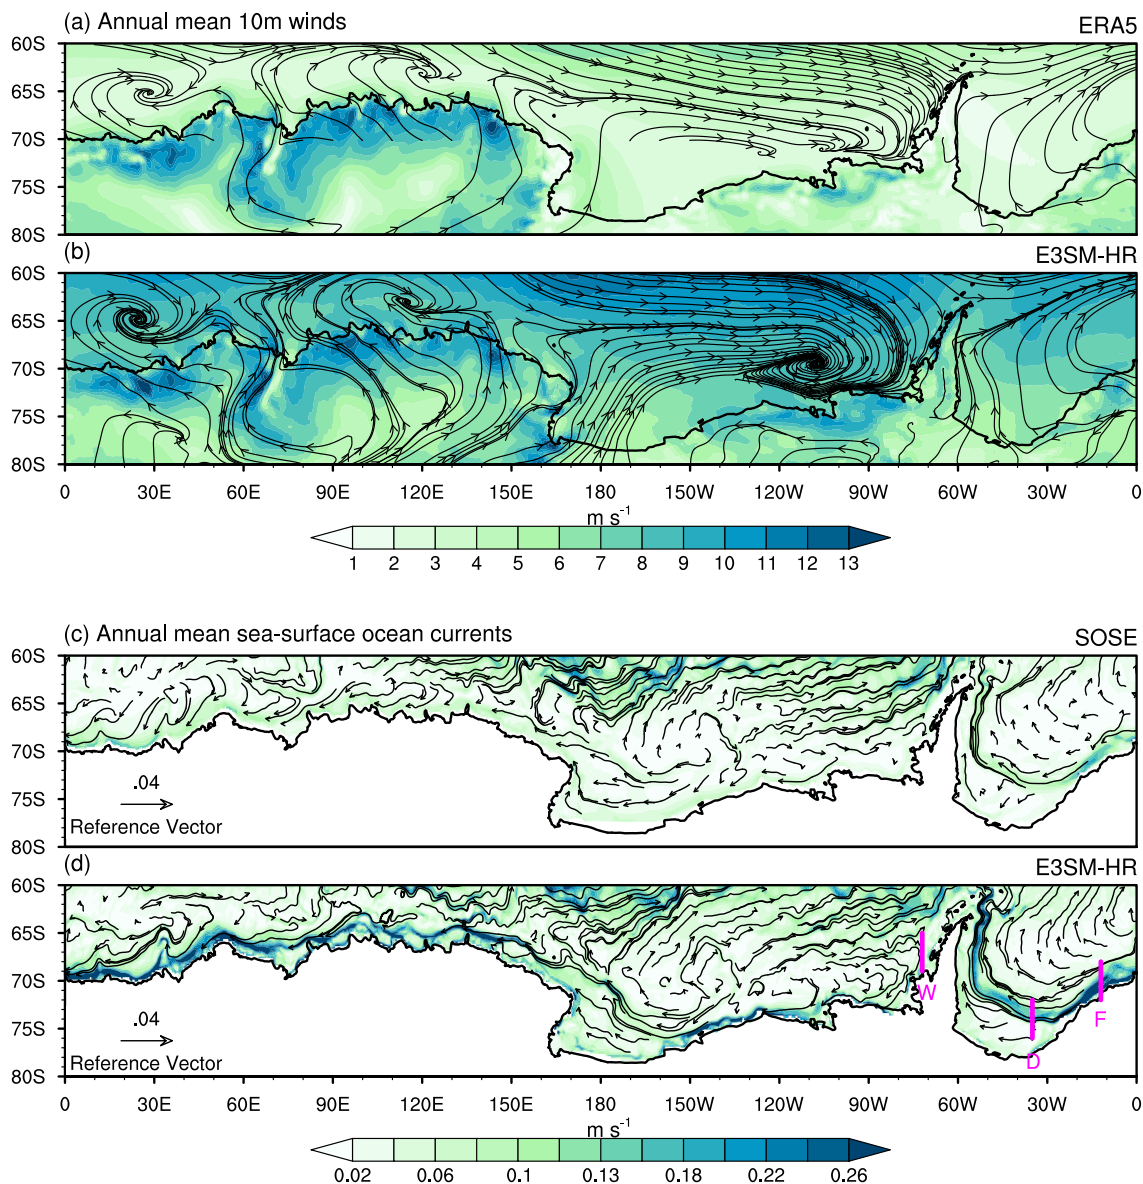 (a) Annual mean 10m winds ERA5
60S
65S
70S
75S
80S
(b) E3SM-HR
60S
65S
70S
75S
80S
0 30E 60E 90E 120E 150E 180 150W 120W 90W 60W 30W 0
m s⁻¹
1 2 3 4 5 6 7 8 9 10 11 12 13
(c) Annual mean sea-surface ocean currents SOSE
60S
65S
70S
75S
80S
.04
Reference Vector
(d) E3SM-HR
60S
65S
70S
75S
80S
W
F
D
.04
Reference Vector
0 30E 60E 90E 120E 150E 180 150W 120W 90W 60W 30W 0
m s⁻¹
0.02 0.06 0.1 0.13 0.18 0.22 0.26